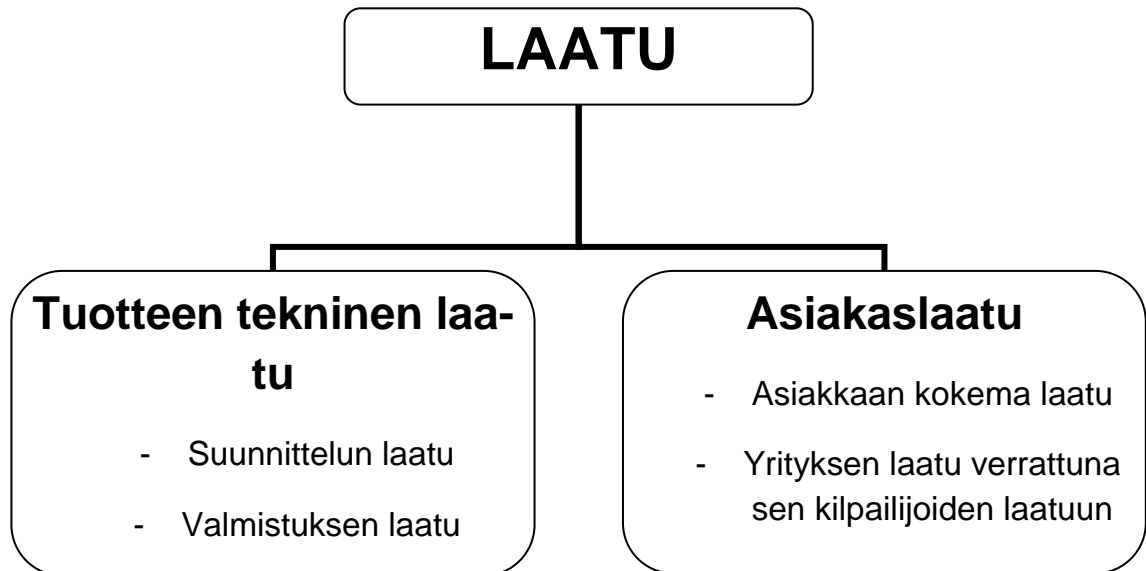 LAATU
Tuotteen tekninen laa-
tu
- Suunnittelun laatu
- Valmistuksen laatu
Asiakaslaatu
- Asiakkaan kokema laatu
- Yrityksen laatu verrattuna
sen kilpailijoiden laatuun